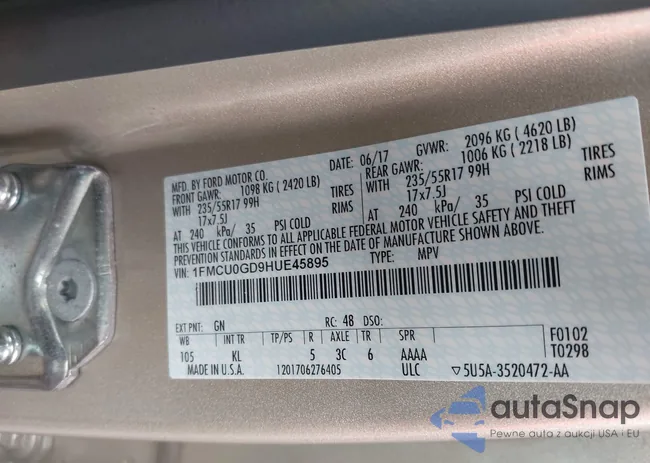 MFD. BY FORD MOTOR CO.
DATE: 06/17 GVWR: 2096 KG ( 4620 LB)
FRONT GAWR: 1098 KG ( 2420 LB)
REAR GAWR: 1006 KG ( 2218 LB)
WITH 235/55R17 99H TIRES
WITH 235/55R17 99H TIRES
17x7.5J RIMS
17x7.5J RIMS
AT 240 kPa/ 35 PSI COLD
AT 240 kPa/ 35 PSI COLD
THIS VEHICLE CONFORMS TO ALL APPLICABLE FEDERAL MOTOR VEHICLE SAFETY AND THEFT
PREVENTION STANDARDS IN EFFECT ON THE DATE OF MANUFACTURE SHOWN ABOVE.
VIN: 1FMCU0GD9HUE45895 TYPE: MPV
EXT PNT: GN RC: 48 DSO: F0102
WB TP/PS R AXLE TR SPR T0298
105 KL 5 3C 6 AAAA
MADE IN U.S.A. 1201706276405 ULC ▽5U5A-3520472-AA
autaSnap
Pewne auta z aukcji USA i EU